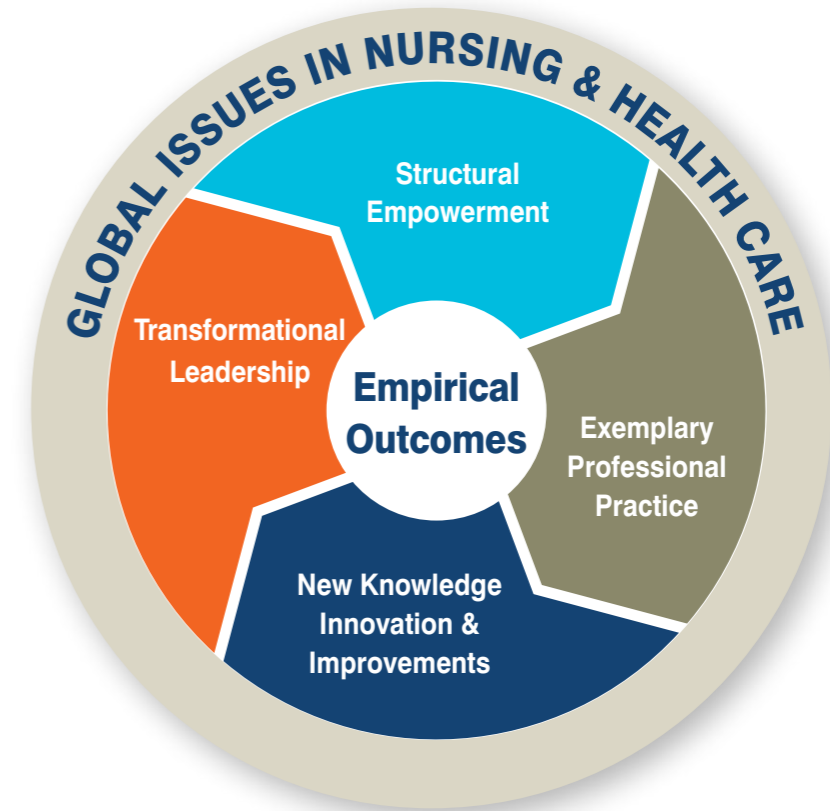 GLOBAL ISSUES IN NURSING & HEALTH CARE
Structural
Empowerment
Transformational
Leadership
Empirical
Outcomes
Exemplary
Professional
Practice
New Knowledge
Innovation &
Improvements